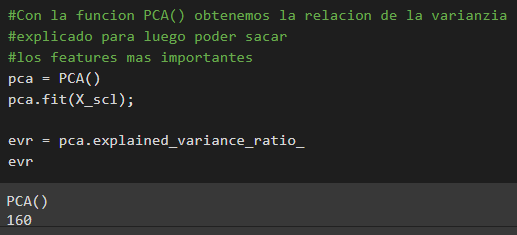 #Con la funcion PCA() obtenemos la relacion de la varianzia
#explicado para luego poder sacar
#los features mas importantes
pca = PCA()
pca.fit(X_scl);
evr = pca.explained_variance_ratio_
evr
PCA()
160